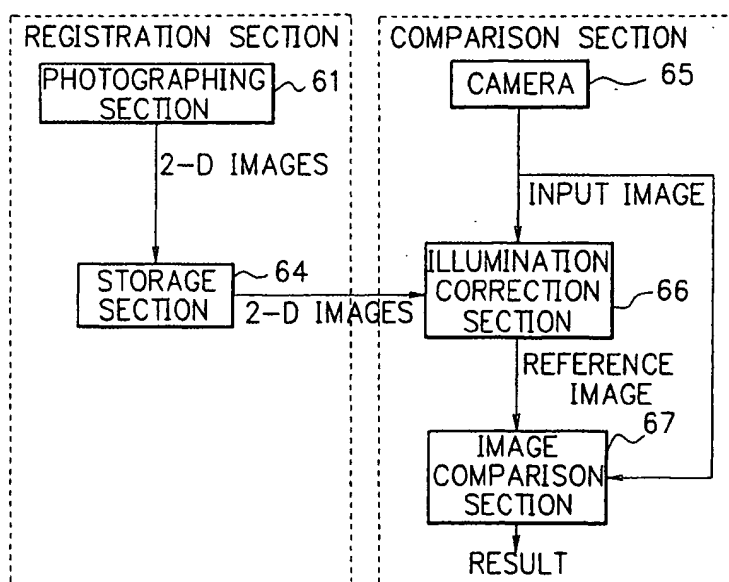 REGISTRATION SECTION
PHOTOGRAPHING
SECTION
61
2-D IMAGES
STORAGE
SECTION
64
2-D IMAGES
COMPARISON SECTION
CAMERA
65
INPUT IMAGE
ILLUMINATION
CORRECTION
SECTION
66
REFERENCE
IMAGE
IMAGE
COMPARISON
SECTION
67
RESULT